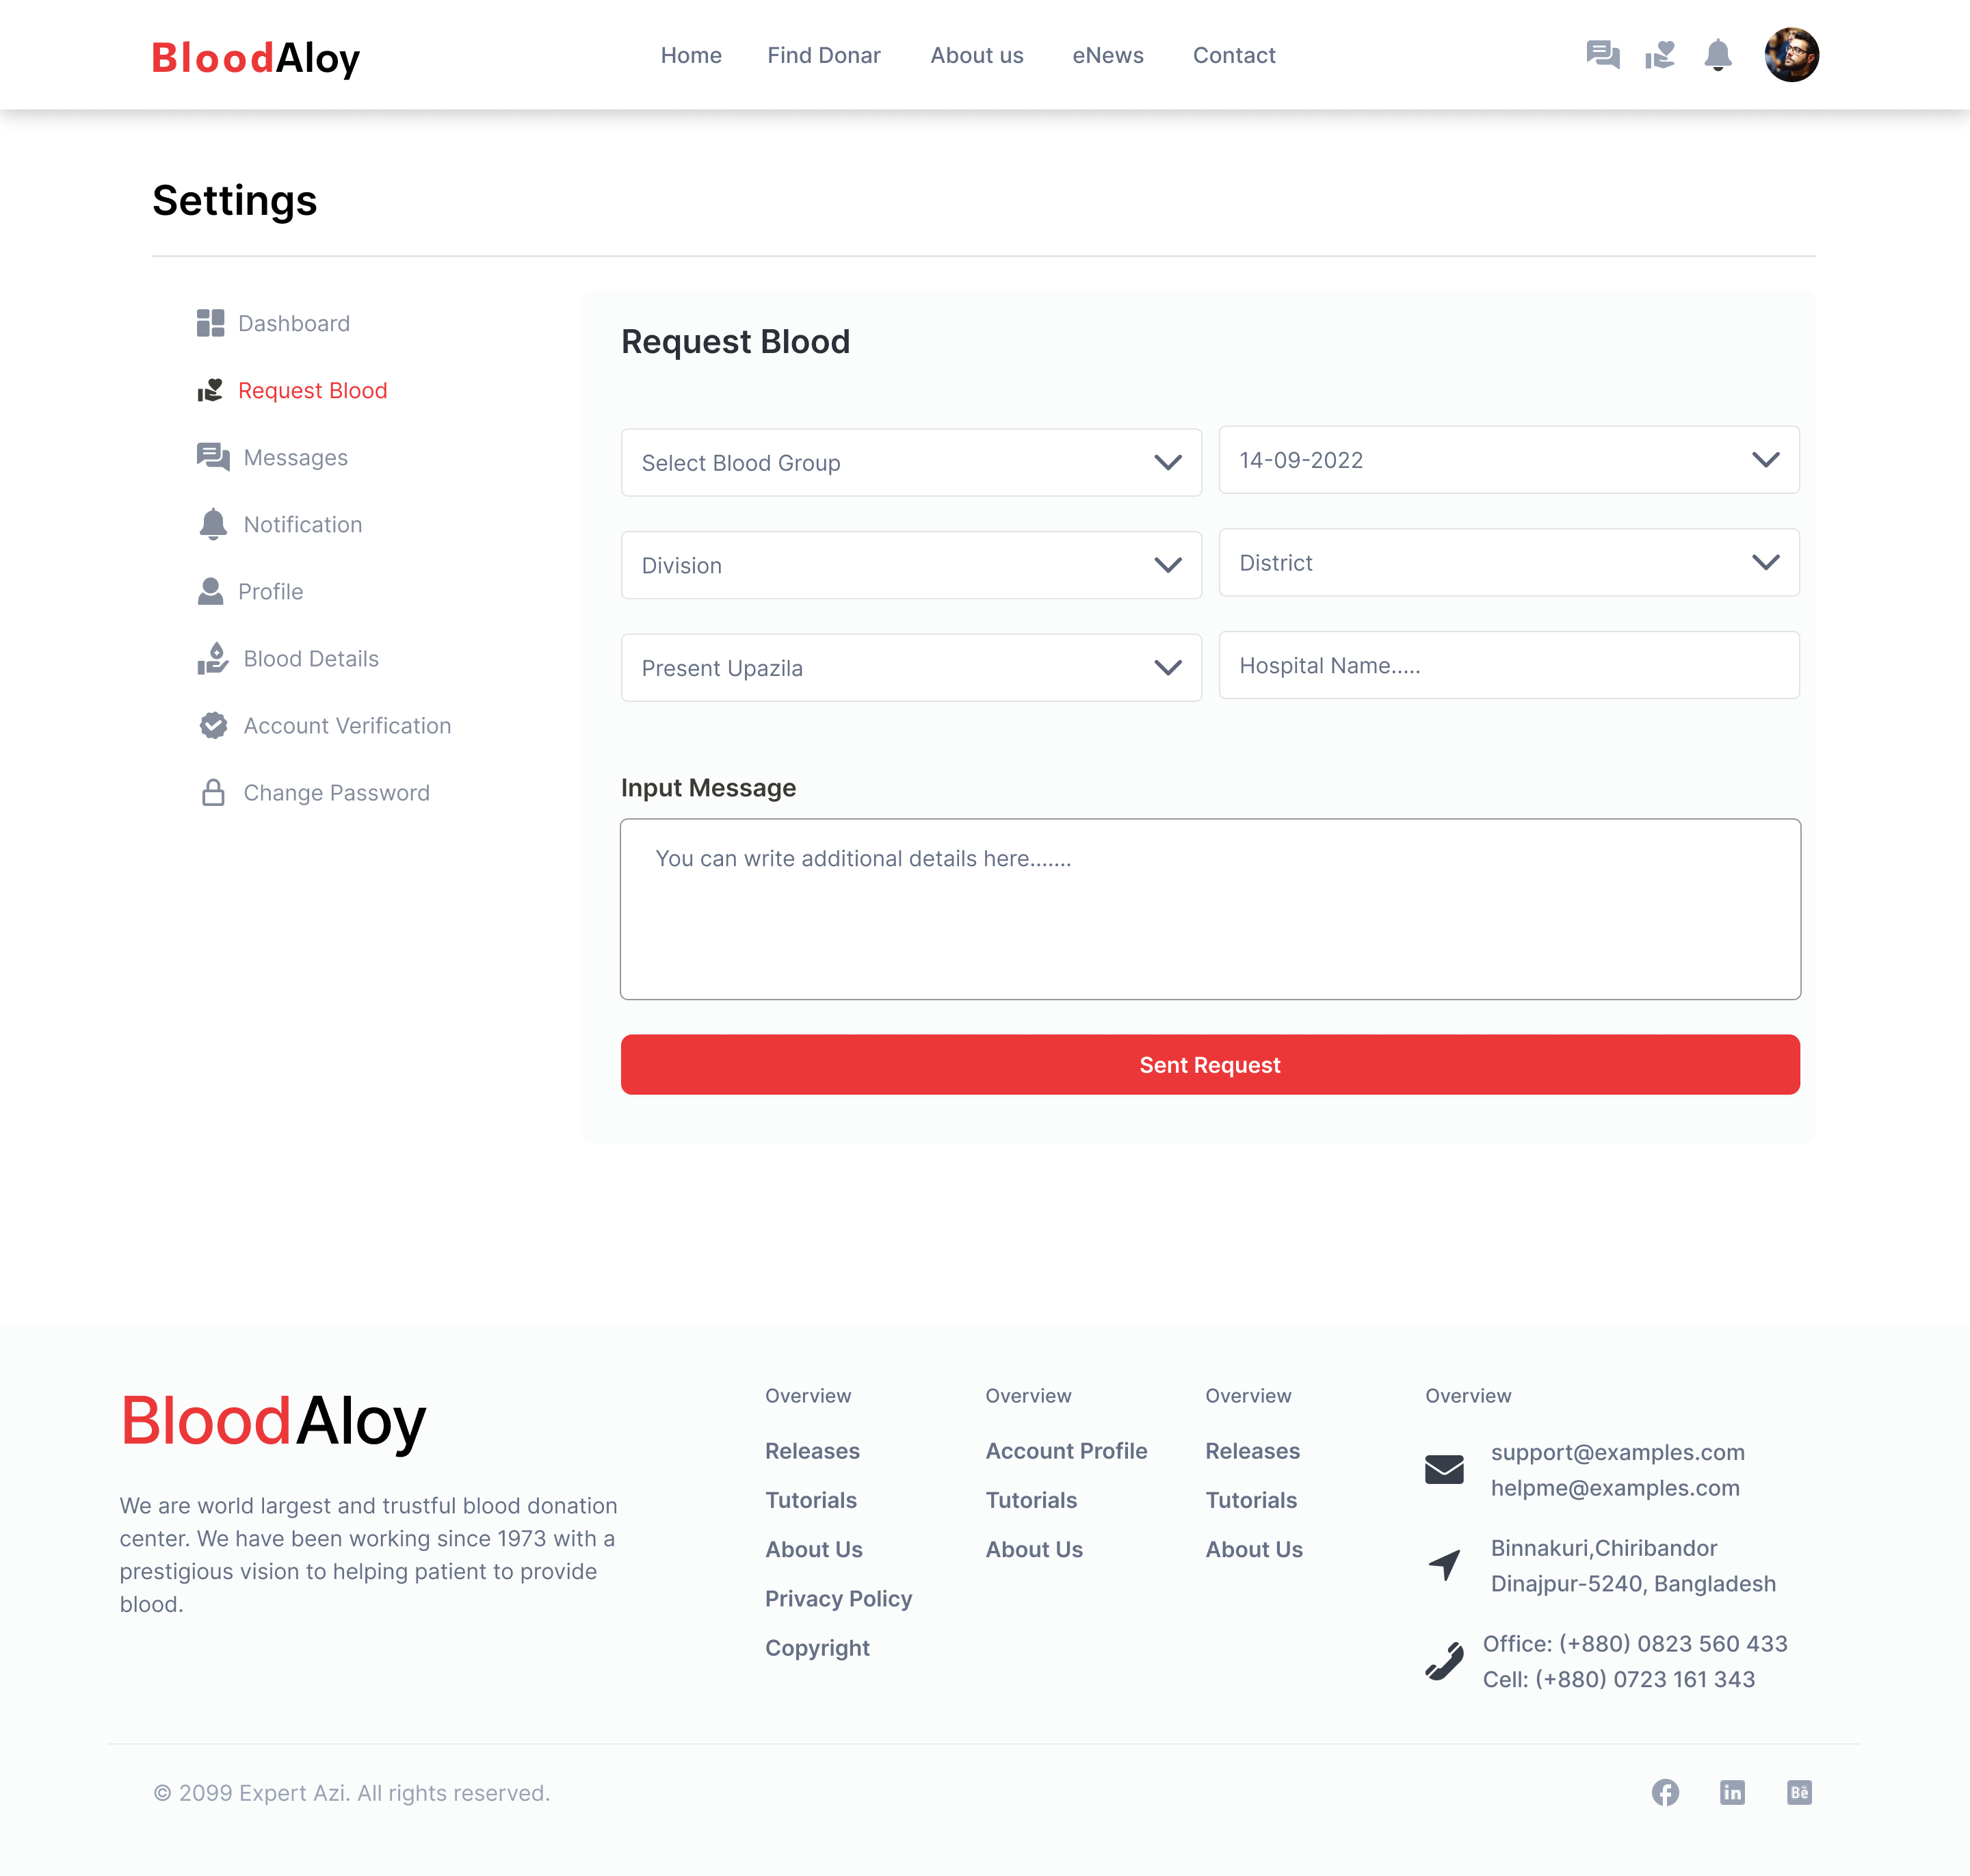 BloodAloy
Home Find Donar About us eNews Contact
Settings
Dashboard
Request Blood
Messages
Notification
Profile
Blood Details
Account Verification
Change Password
Request Blood
Select Blood Group
14-09-2022
Division
District
Present Upazila
Hospital Name.....
Input Message
You can write additional details here.......
Sent Request
BloodAloy
We are world largest and trustful blood donation
center. We have been working since 1973 with a
prestigious vision to helping patient to provide
blood.
Overview
Releases
Tutorials
About Us
Privacy Policy
Copyright
Overview
Account Profile
Tutorials
About Us
Overview
Releases
Tutorials
About Us
Overview
support@examples.com
helpme@examples.com
Binnakuri,Chiribandor
Dinajpur-5240, Bangladesh
Office: (+880) 0823 560 433
Cell: (+880) 0723 161 343
© 2099 Expert Azi. All rights reserved.
in
Bē